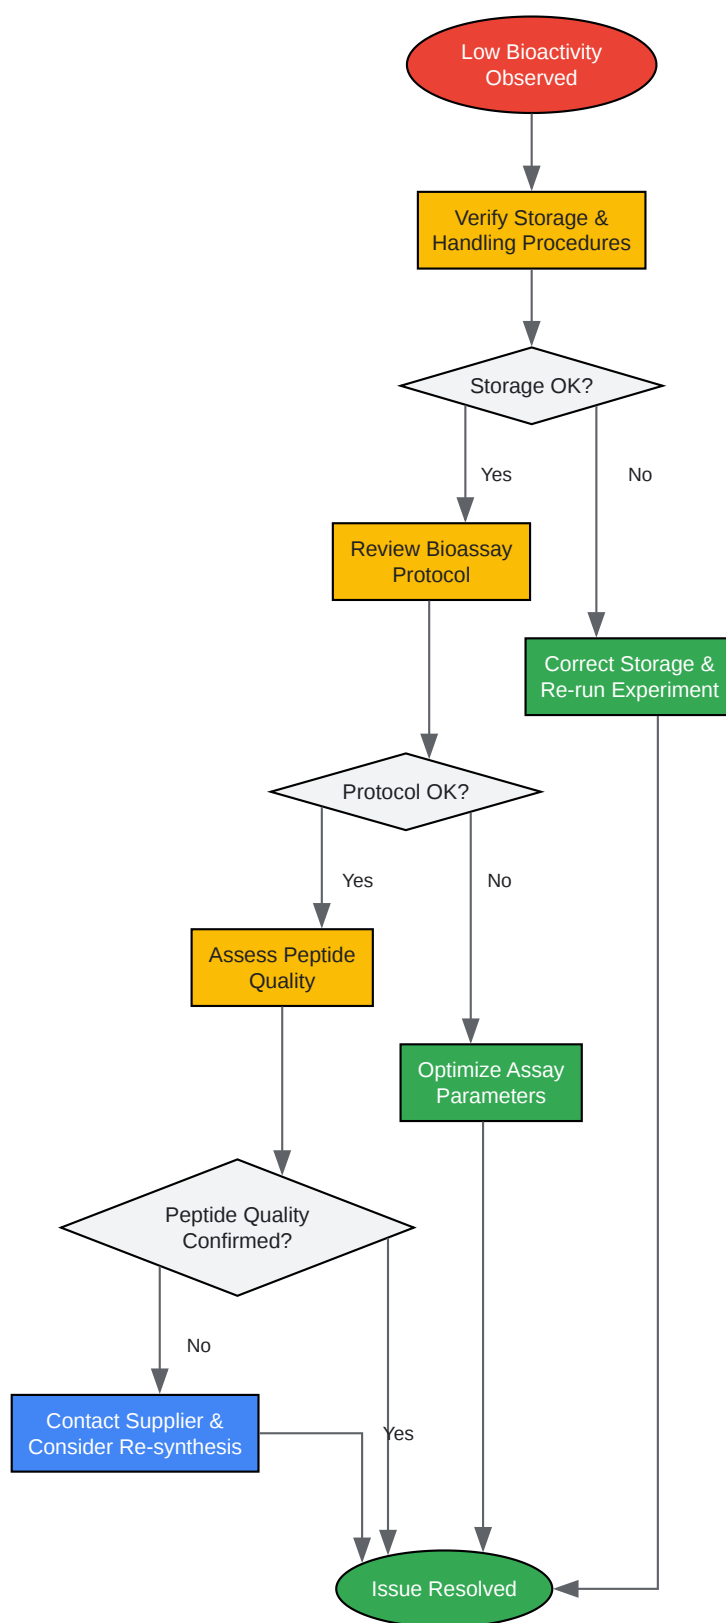 Low Bioactivity
Observed
Verify Storage &
Handling Procedures
Storage OK?
Yes
No
Review Bioassay
Protocol
Correct Storage &
Re-run Experiment
Protocol OK?
Yes
No
Assess Peptide
Quality
Optimize Assay
Parameters
Peptide Quality
Confirmed?
No
Contact Supplier &
Consider Re-synthesis
Yes
Issue Resolved